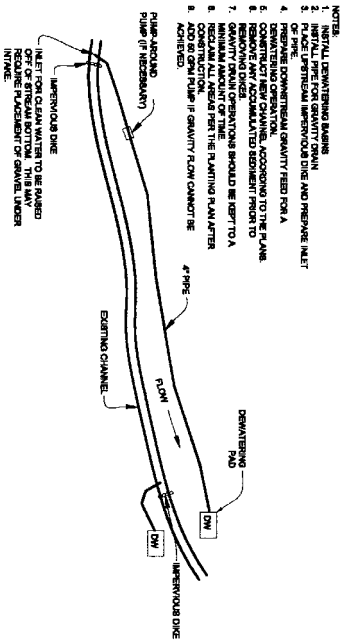 NOTES:
1. INSTALL DEWATERING BASINS
2. INSTALL PIPE FOR GRAVITY DRAIN
3. PLACE UPSTREAM IMPERVIOUS DIKE AND PREPARE INLET
OF PIPE.
4. PREPARE DOWNSTREAM GRAVITY FEED FOR A
DEWATERING OPERATION.
5. CONSTRUCT NEW CHANNEL ACCORDING TO THE PLANS.
6. REMOVE ANY ACCUMULATED SEDIMENT PRIOR TO
REMOVING DIKES.
7. GRAVITY DRAIN OPERATIONS SHOULD BE KEPT TO A
MINIMUM AMOUNT OF TIME
8. REPLANT ALL AREAS PER THE PLANTING PLAN AFTER
CONSTRUCTION.
9. ADD 50 GPM PUMP IF GRAVITY FLOW CANNOT BE
ACHIEVED.
PUMP-AROUND
PUMP (IF NECESSARY)
IMPERVIOUS DIKE
INLET FOR CLEAN WATER TO BE RAISED
OFF OF STREAM BOTTOM. THIS MAY
REQUIRE PLACEMENT OF GRAVEL UNDER
INTAKE.
4" PIPE
EXISTING CHANNEL
FLOW
DEWATERING
PAD
DW
DW
IMPERVIOUS DIKE